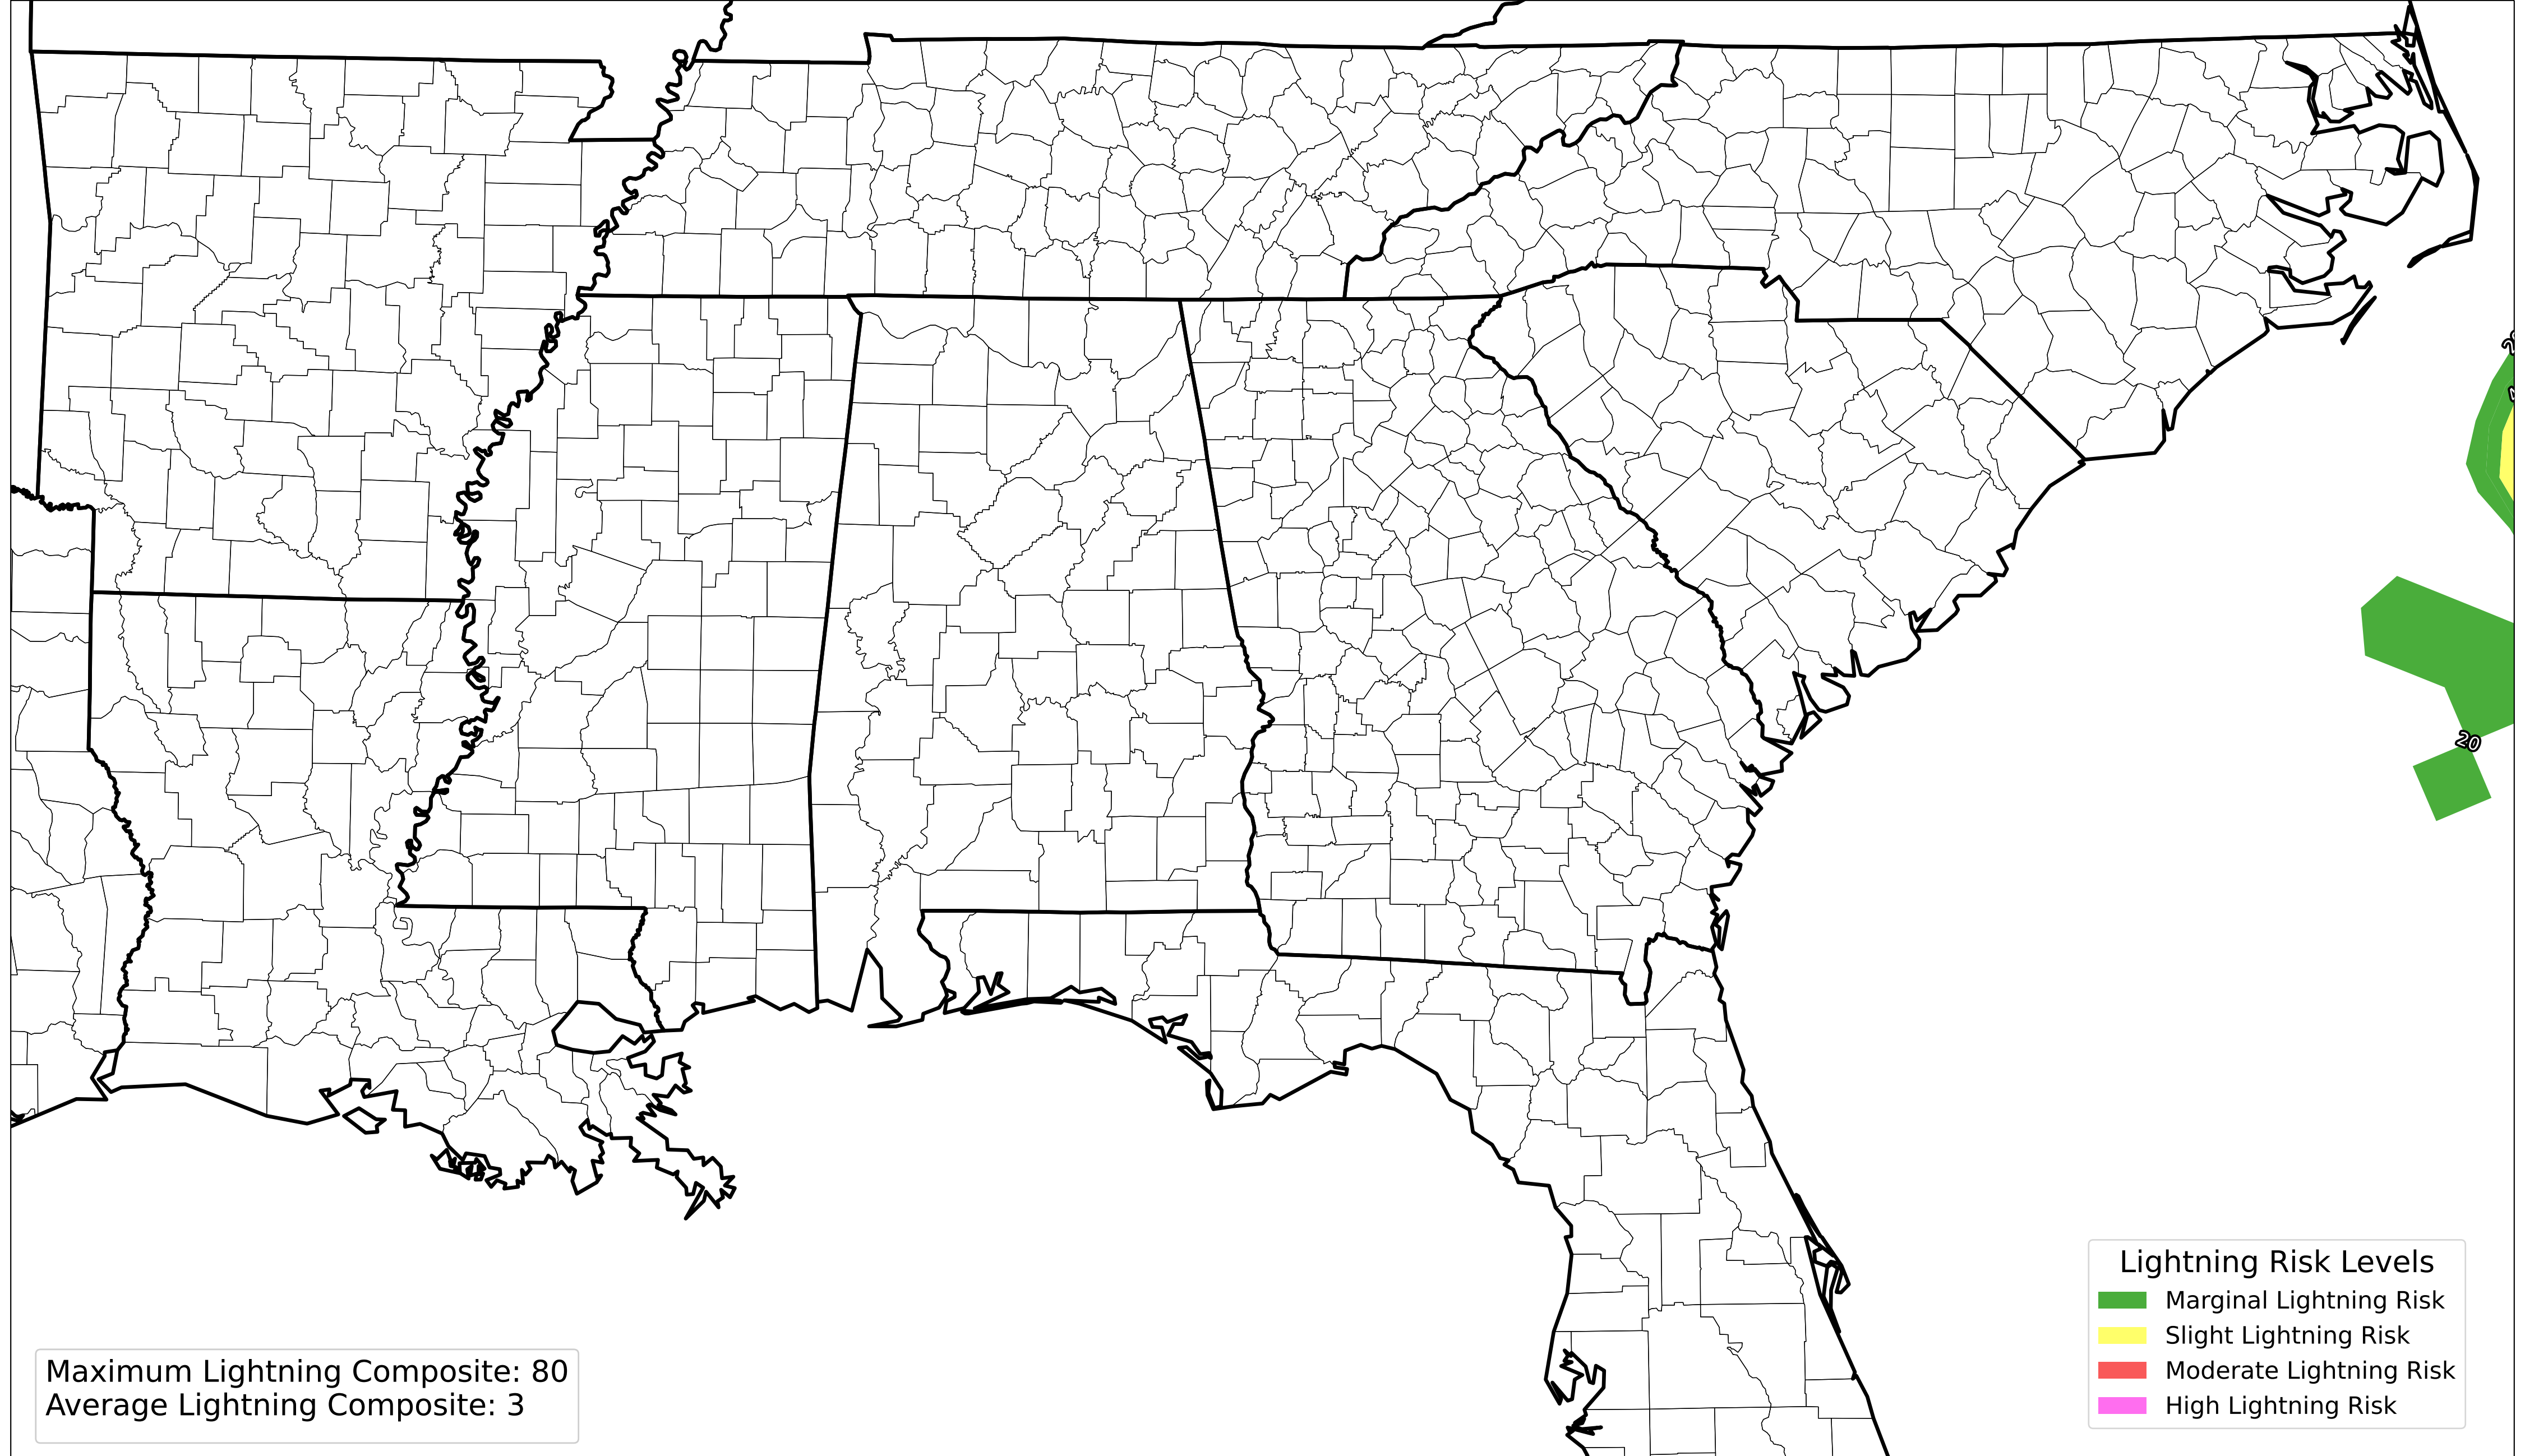 20
Lightning Risk Levels
Marginal Lightning Risk
Slight Lightning Risk
Moderate Lightning Risk
High Lightning Risk
Maximum Lightning Composite: 80
Average Lightning Composite: 3